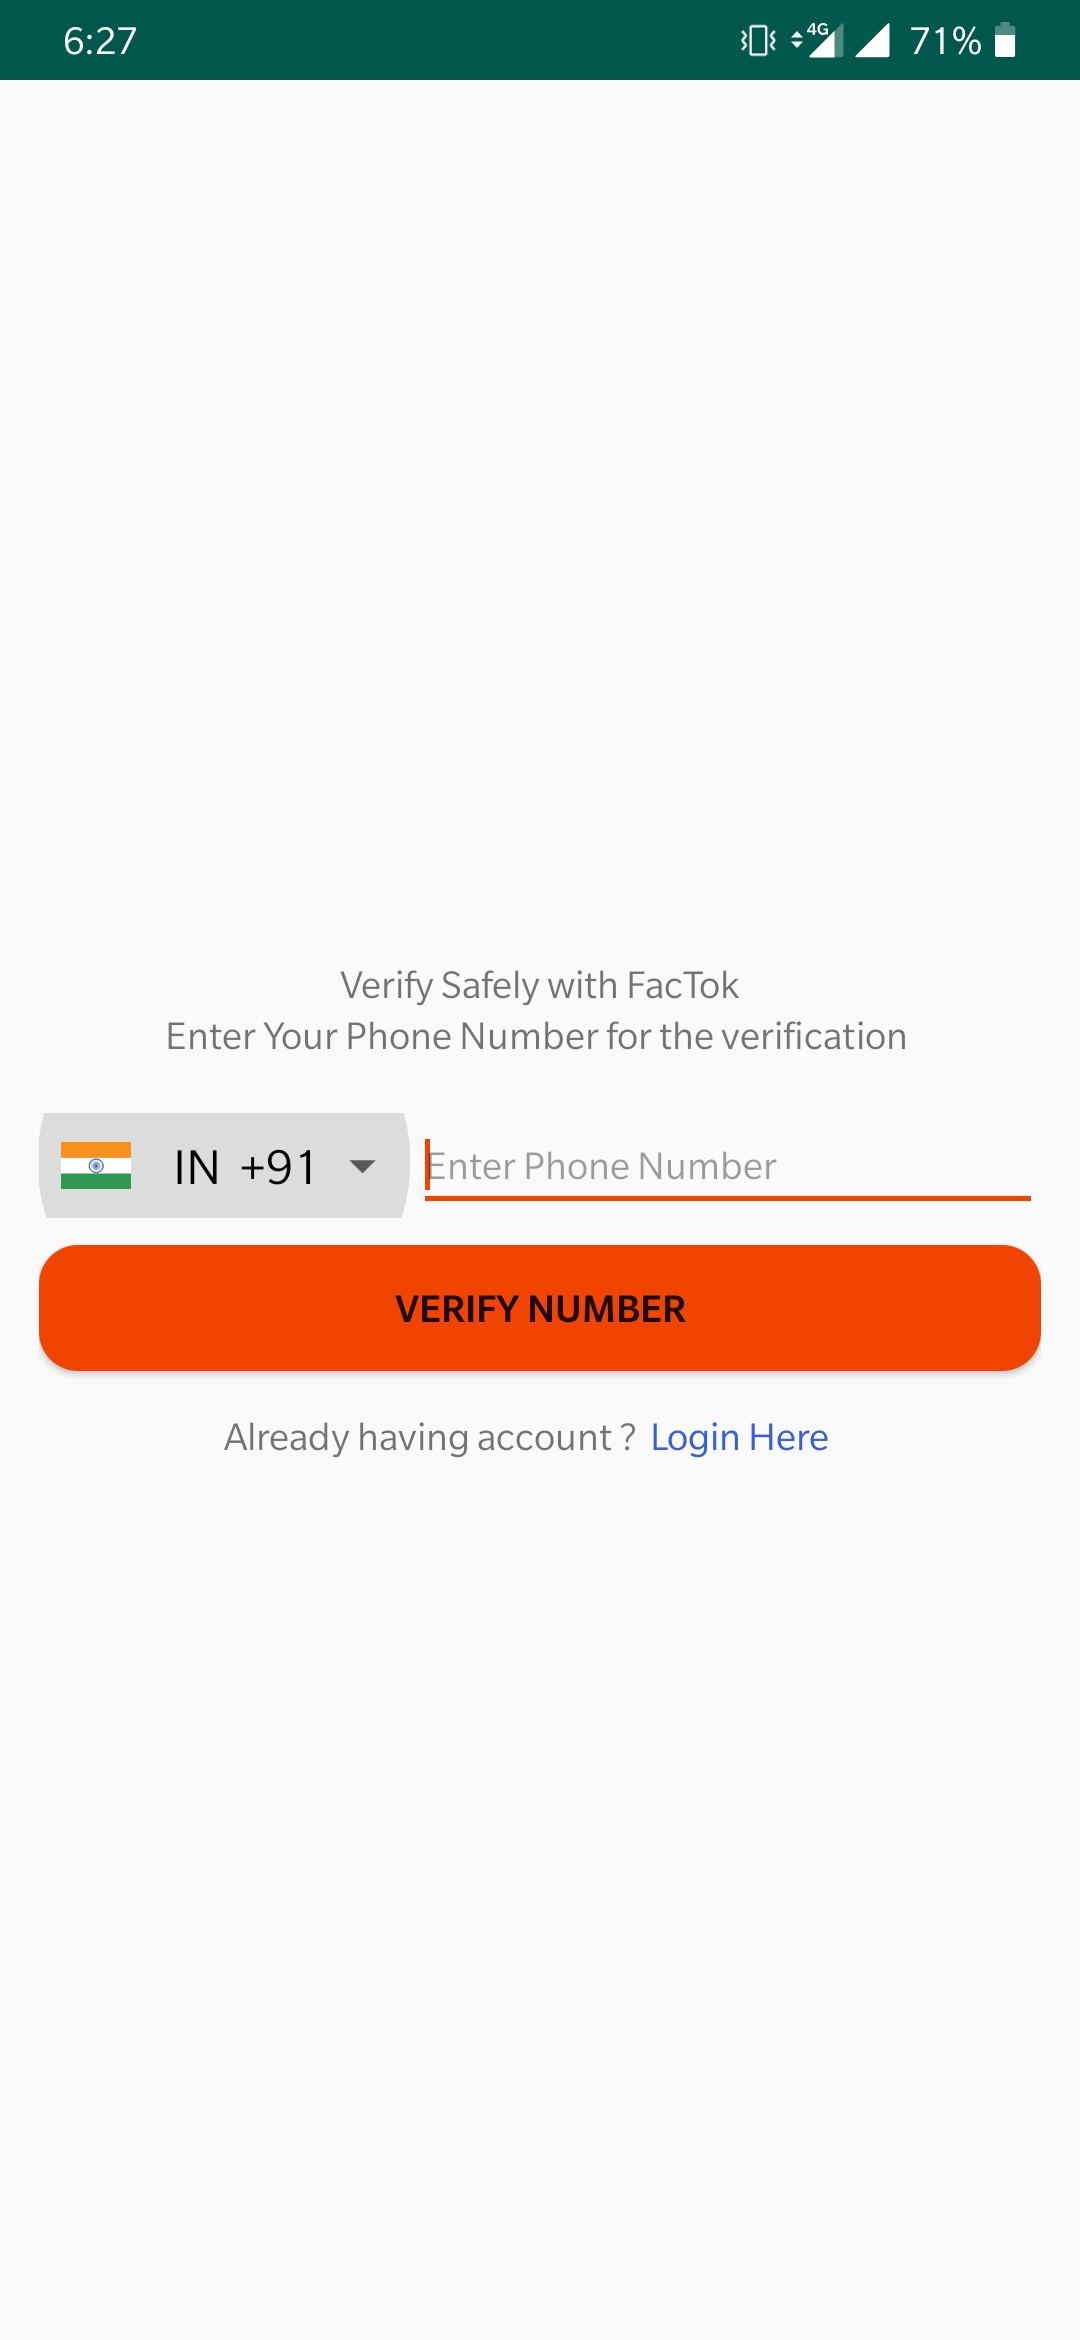 6:27 4G 71%
Verify Safely with FacTok
Enter Your Phone Number for the verification
IN +91 Enter Phone Number
VERIFY NUMBER
Already having account ? Login Here